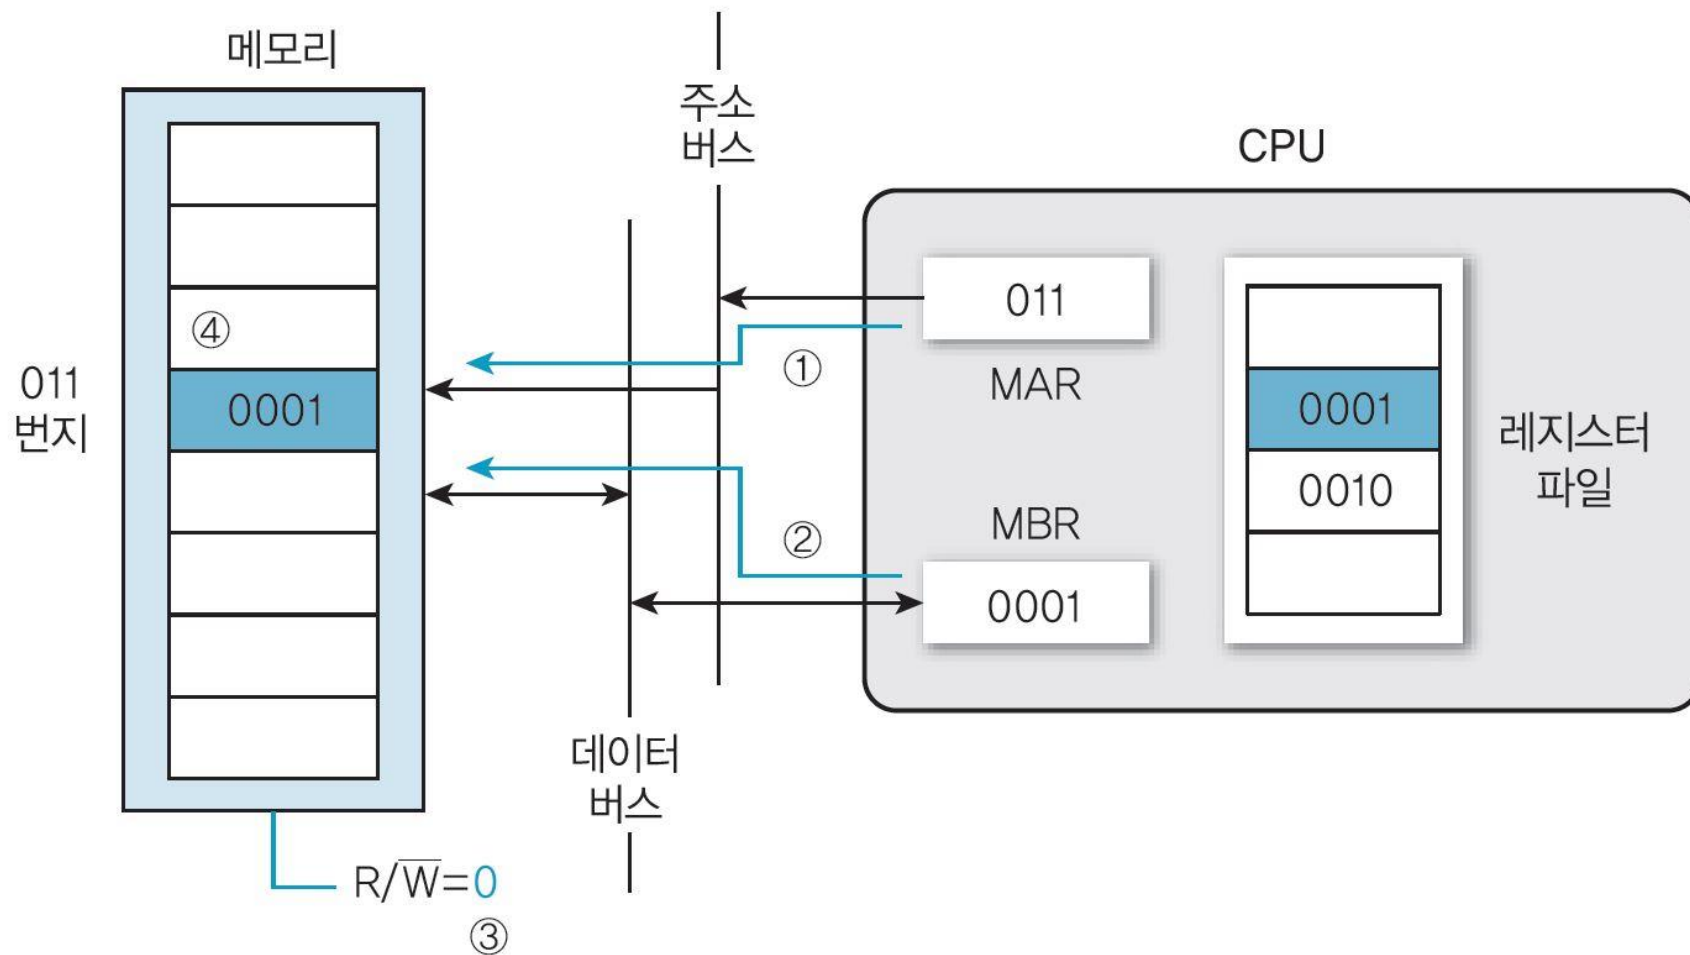 메모리
주소
버스
CPU
011
④
①
MAR
011
번지
0001
0001
레지스터
파일
0010
MBR
②
0001
데이터
버스
R/W̅=0
③